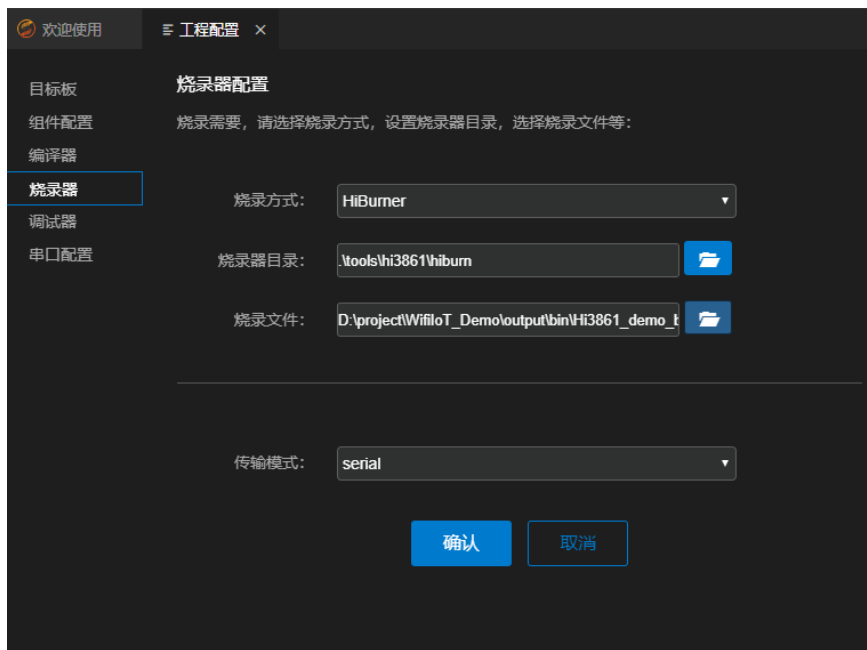 欢迎使用
工程配置 ×
目标板
组件配置
编译器
烧录器
调试器
串口配置
烧录器配置
烧录需要，请选择烧录方式，设置烧录器目录，选择烧录文件等：
烧录方式： HiBurner
烧录器目录： .\tools\hi3861\hiburn
烧录文件： D:\project\WifiIoT_Demo\output\bin\Hi3861_demo_
传输模式： serial
确认
取消